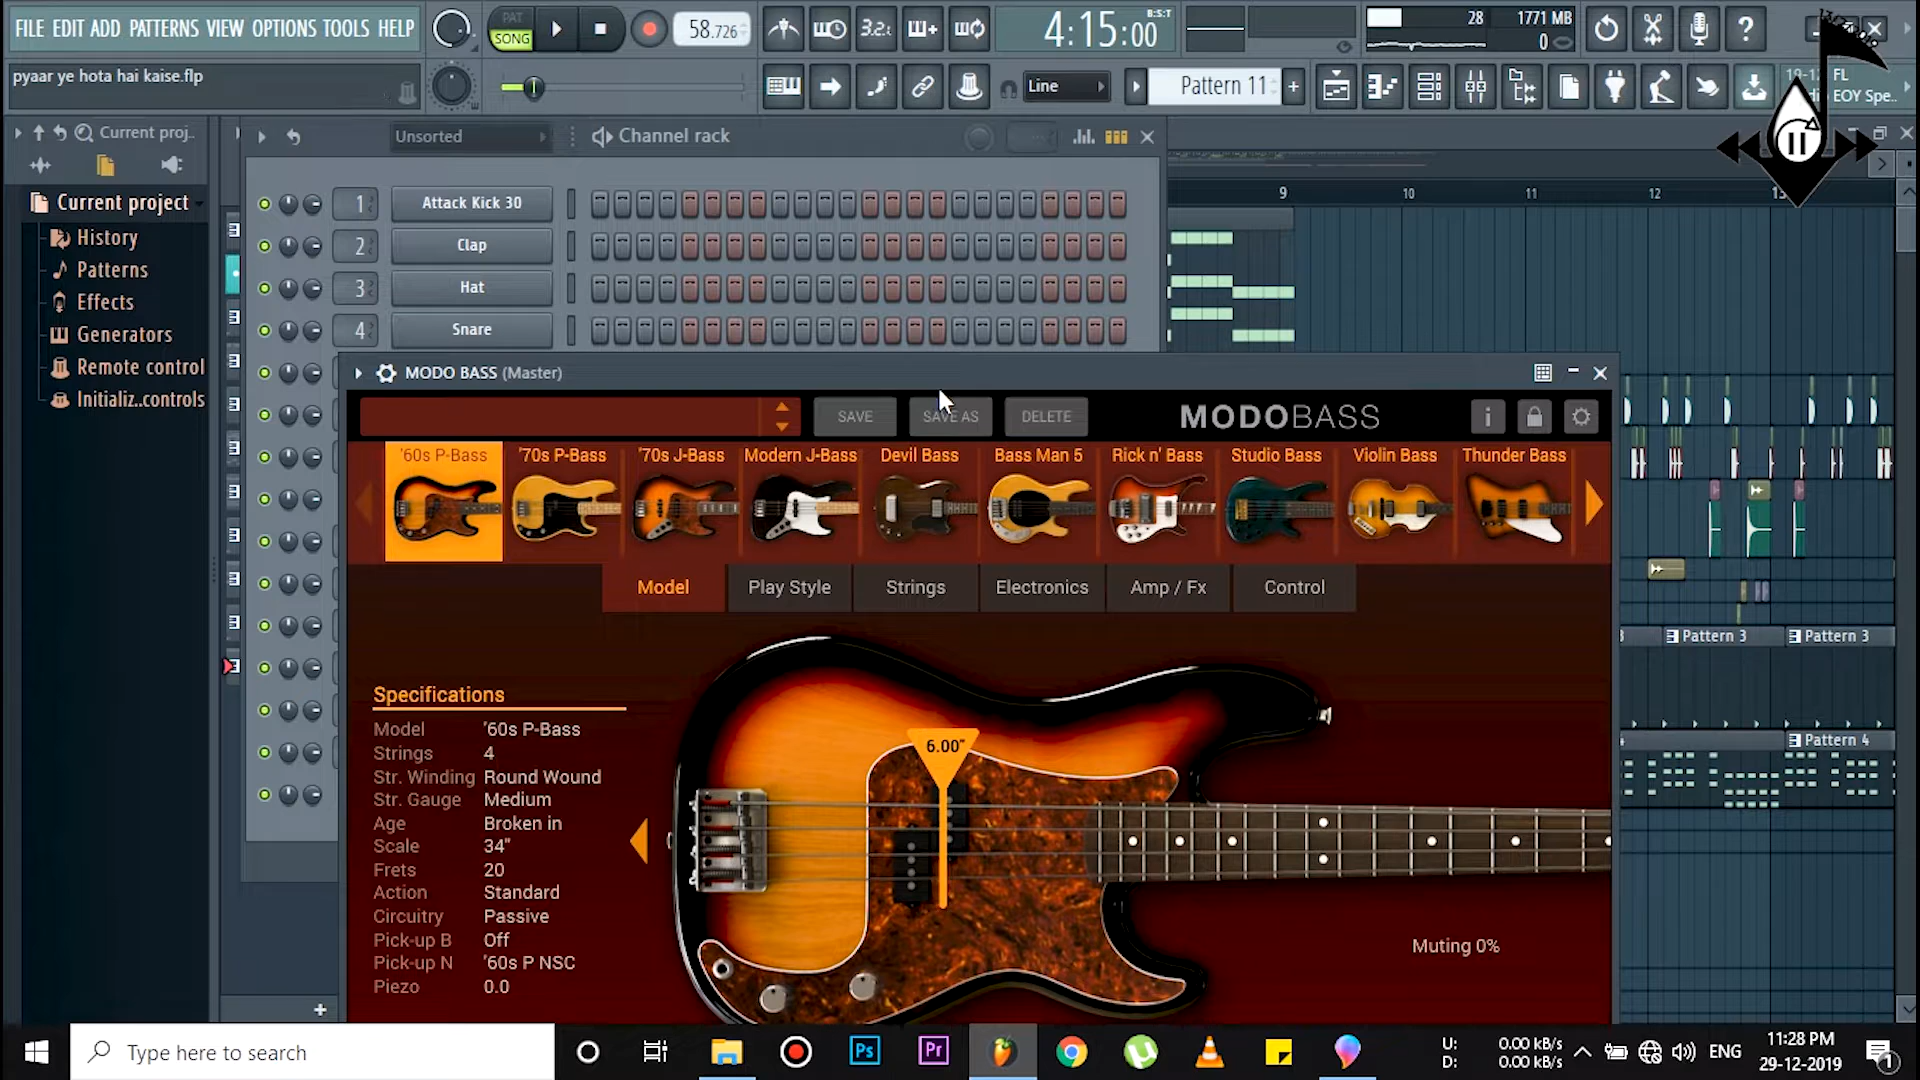 FILE EDIT ADD PATTERNS VIEW OPTIONS TOOLS HELP
PAT
SONG
58.726
3.2
4:15:00
B:S:T
28
1771 MB
0
pyaar ye hota hai kaise.flp
Line
Pattern 11
FL
EOY Spe..
Current proj..
Unsorted
Channel rack
9 10 11 12 13
Current project
History
Patterns
Effects
Generators
Remote control
Initializ..controls
1 Attack Kick 30
2 Clap
3 Hat
4 Snare
MODO BASS (Master)
SAVE
SAVE AS
DELETE
MODOBASS
'60s P-Bass
'70s P-Bass
'70s J-Bass
Modern J-Bass
Devil Bass
Bass Man 5
Rick n' Bass
Studio Bass
Violin Bass
Thunder Bass
Model
Play Style
Strings
Electronics
Amp / Fx
Control
Pattern 3
Pattern 3
Pattern 4
Specifications
Model '60s P-Bass
Strings 4
Str. Winding Round Wound
Str. Gauge Medium
Age Broken in
Scale 34"
Frets 20
Action Standard
Circuitry Passive
Pick-up B Off
Pick-up N '60s P NSC
Piezo 0.0
6.00"
Muting 0%
Type here to search
Ps
Pr
U: 0.00 kB/s
D: 0.00 kB/s
ENG
11:28 PM
29-12-2019
1